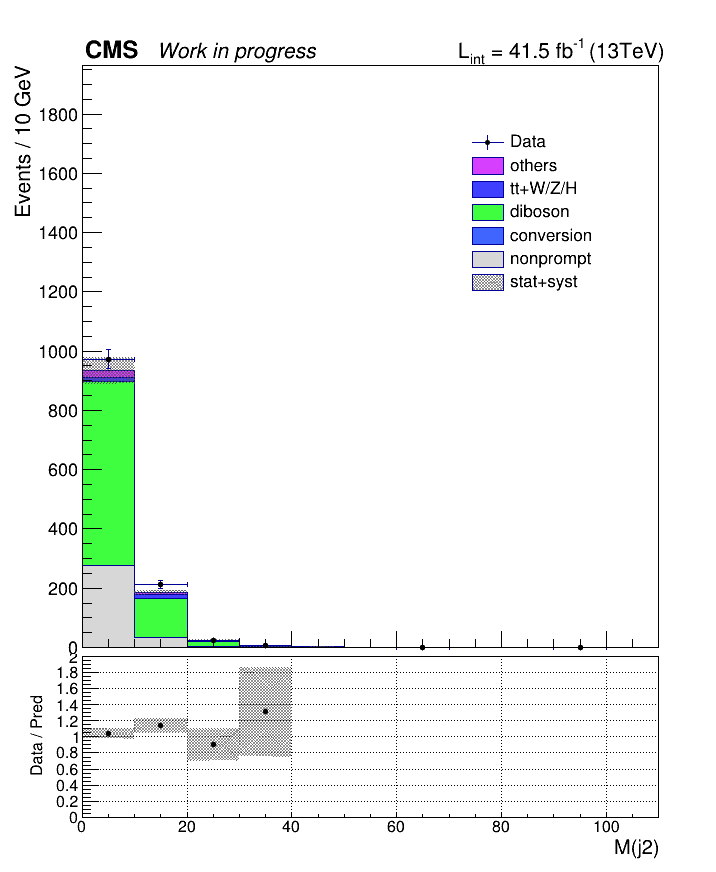 CMS Work in progress L_int = 41.5 fb^-1 (13TeV)
Events / 10 GeV
1800
1600
1400
1200
1000
800
600
400
200
0
Data
others
tt+W/Z/H
diboson
conversion
nonprompt
stat+syst
Data / Pred
2
1.8
1.6
1.4
1.2
1
0.8
0.6
0.4
0.2
0
0 20 40 60 80 100
M(j2)